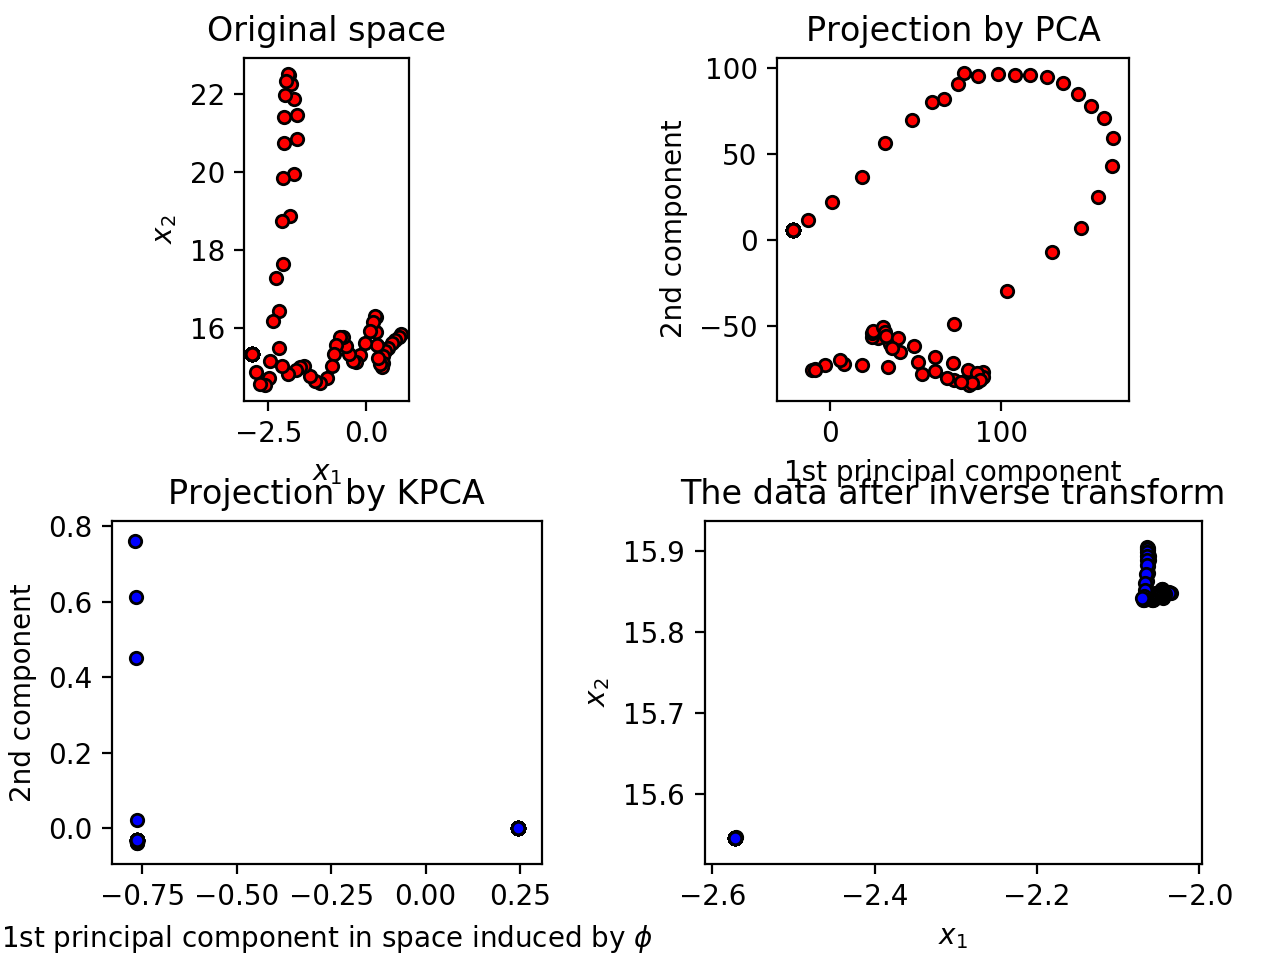 Original space
22
20
18
16
x₂
−2.5 0.0
x₁
Projection by PCA
100
50
0
−50
2nd component
0 100
1st principal component
Projection by KPCA
0.8
0.6
0.4
0.2
0.0
2nd component
−0.75 −0.50 −0.25 0.00 0.25
1st principal component in space induced by ϕ
The data after inverse transform
15.9
15.8
15.7
15.6
x₂
−2.6 −2.4 −2.2 −2.0
x₁